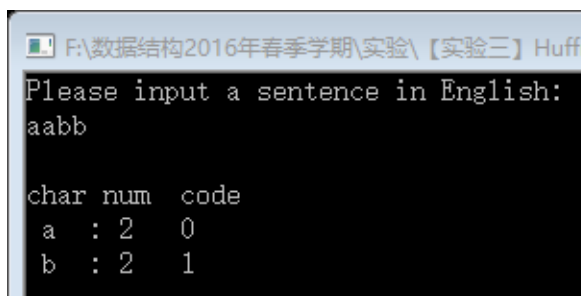 F:\数据结构2016年春季学期\实验\【实验三】Huff
Please input a sentence in English:
aabb
char num  code
a  : 2   0
b  : 2   1